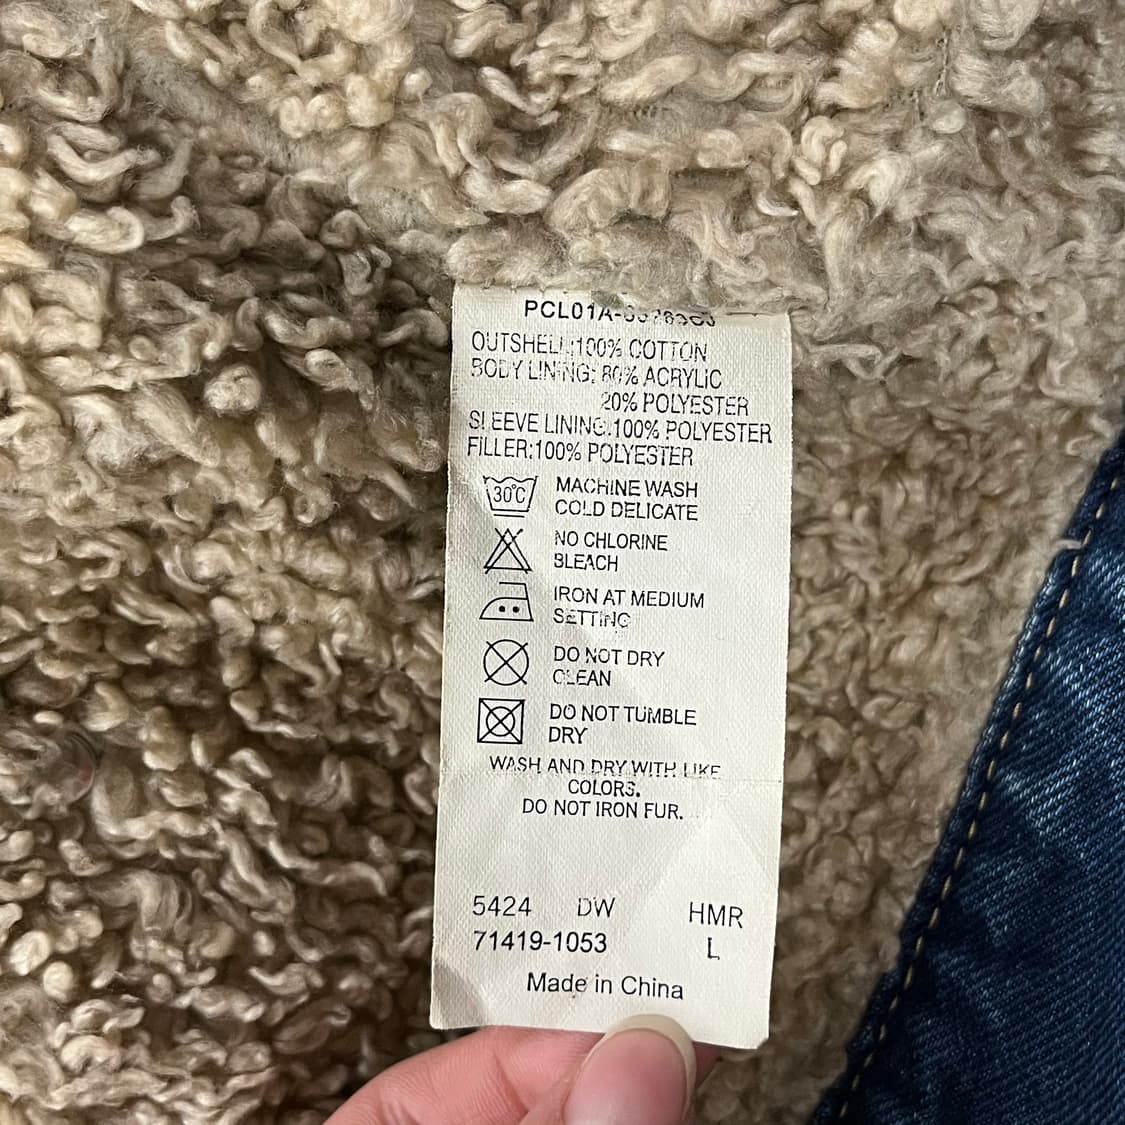 OUTSHELL:100% COTTON
BODY LINING: 80% ACRYLIC
20% POLYESTER
SLEEVE LINING:100% POLYESTER
FILLER:100% POLYESTER
30°C MACHINE WASH
COLD DELICATE
NO CHLORINE
BLEACH
IRON AT MEDIUM
SETTING
DO NOT DRY
CLEAN
DO NOT TUMBLE
DRY
WASH AND DRY WITH LIKE
COLORS.
DO NOT IRON FUR.
5424 DW HMR
71419-1053 L
Made in China